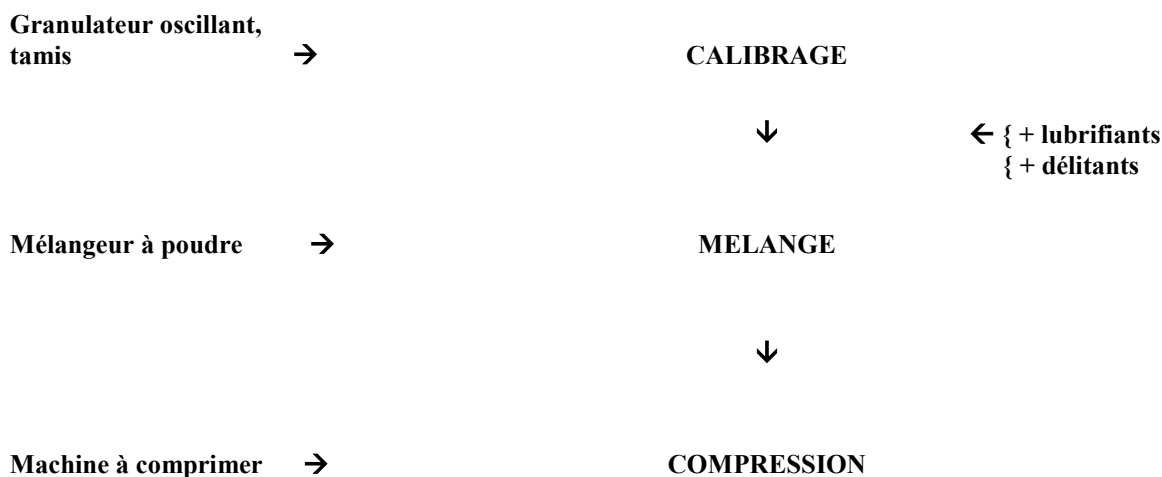 Granulateur oscillant,
tamis → CALIBRAGE
↓ ← { + lubrifiants
{ + délitants
Mélangeur à poudre → MELANGE
↓
Machine à comprimer → COMPRESSION